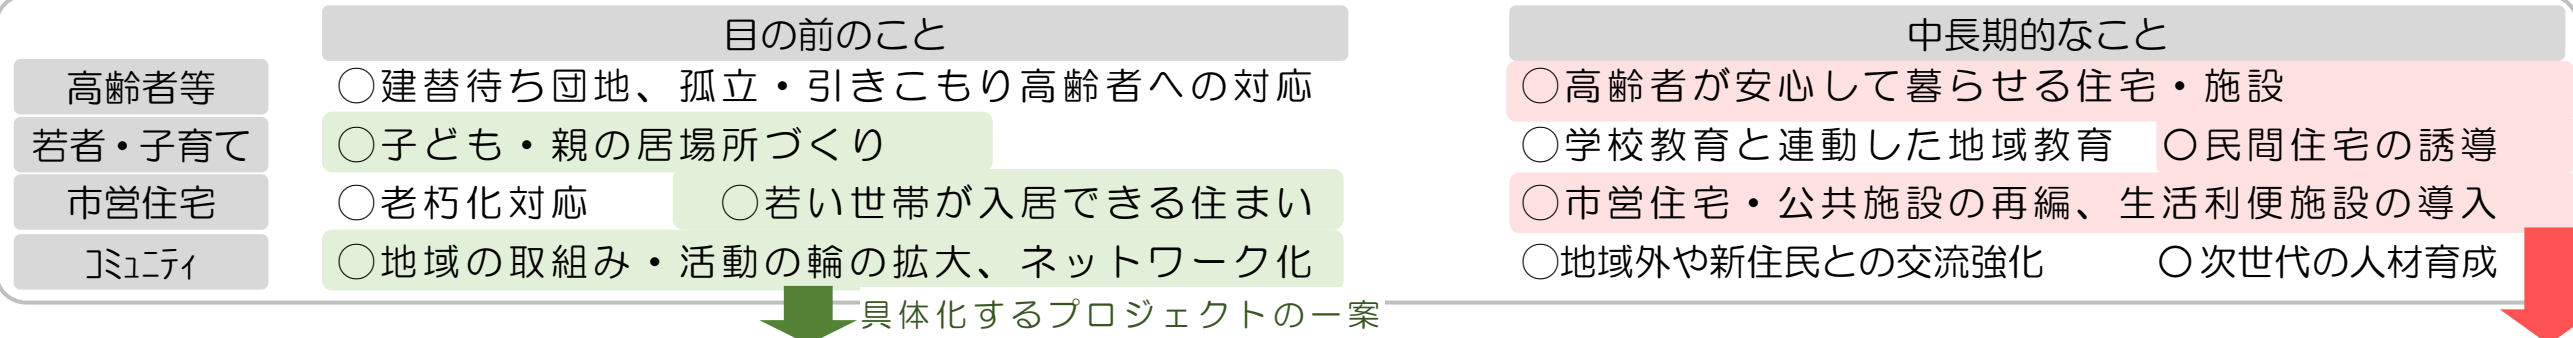 目の前のこと 中長期的なこと
高齢者等 ○建替待ち団地、孤立・引きこもり高齢者への対応 ○高齢者が安心して暮らせる住宅・施設
若者・子育て ○子ども・親の居場所づくり ○学校教育と連動した地域教育 ○民間住宅の誘導
市営住宅 ○老朽化対応 ○若い世帯が入居できる住まい ○市営住宅・公共施設の再編、生活利便施設の導入
ｺﾐｭﾆﾃｨ ○地域の取組み・活動の輪の拡大、ネットワーク化 ○地域外や新住民との交流強化 ○次世代の人材育成
具体化するプロジェクトの一案